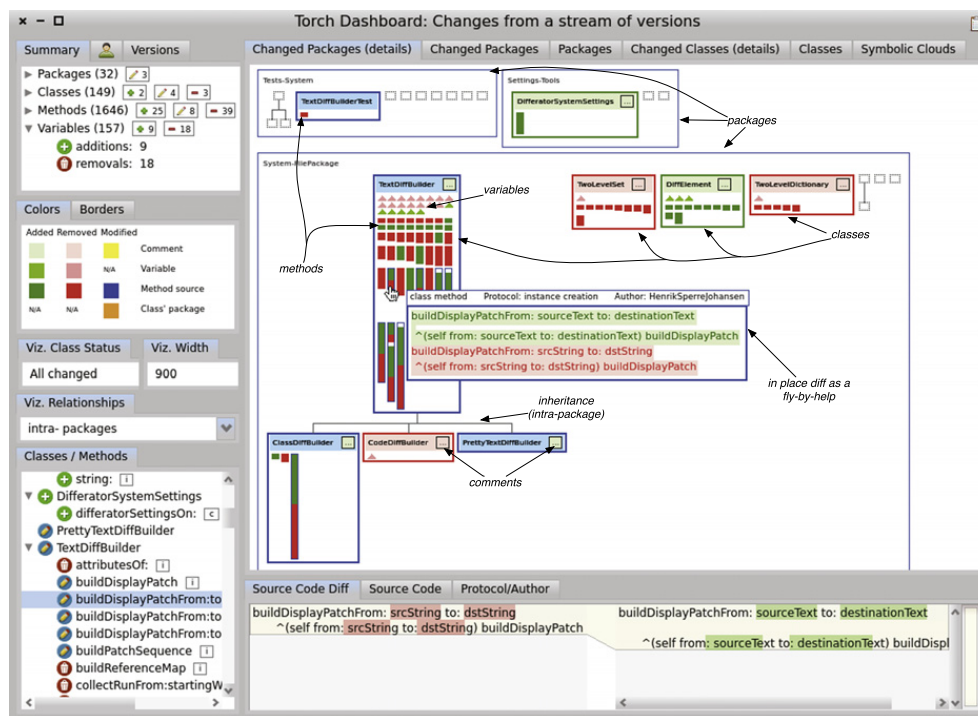 Torch Dashboard: Changes from a stream of versions
Summary
Versions
Packages (32) 3
Classes (149) 2 4 3
Methods (1646) 25 8 39
Variables (157) 9 18
additions: 9
removals: 18
Colors Borders
Added Removed Modified
Comment
N/A Variable
Method source
N/A N/A Class' package
Viz. Class Status Viz. Width
All changed 900
Viz. Relationships
intra- packages
Classes / Methods
string: i
DifferatorSystemSettings
differatorSettingsOn: c
PrettyTextDiffBuilder
TextDiffBuilder
attributesOf: i
buildDisplayPatch i
buildDisplayPatchFrom:to
buildDisplayPatchFrom:to
buildDisplayPatchFrom:to
buildPatchSequence i
buildReferenceMap i
collectRunFrom:startingW
Changed Packages (details) Changed Packages Packages Changed Classes (details) Classes Symbolic Clouds
Tests-System
TextDiffBuilderTest
Settings-Tools
DifferatorSystemSettings ...
packages
System-FilePackage
TextDiffBuilder ...
variables
TwoLevelSet ...
DiffElement ...
TwoLevelDictionary ...
classes
methods
class method Protocol: instance creation Author: HenrikSperreJohansen
buildDisplayPatchFrom: sourceText to: destinationText
^(self from: sourceText to: destinationText) buildDisplayPatch
buildDisplayPatchFrom: srcString to: dstString
^(self from: srcString to: dstString) buildDisplayPatch
in place diff as a
fly-by-help
inheritance
(intra-package)
ClassDiffBuilder ...
CodeDiffBuilder ...
PrettyTextDiffBuilder ...
comments
Source Code Diff Source Code Protocol/Author
buildDisplayPatchFrom: srcString to: dstString
^(self from: srcString to: dstString) buildDisplayPatch
buildDisplayPatchFrom: sourceText to: destinationText
^(self from: sourceText to: destinationText) buildDispl